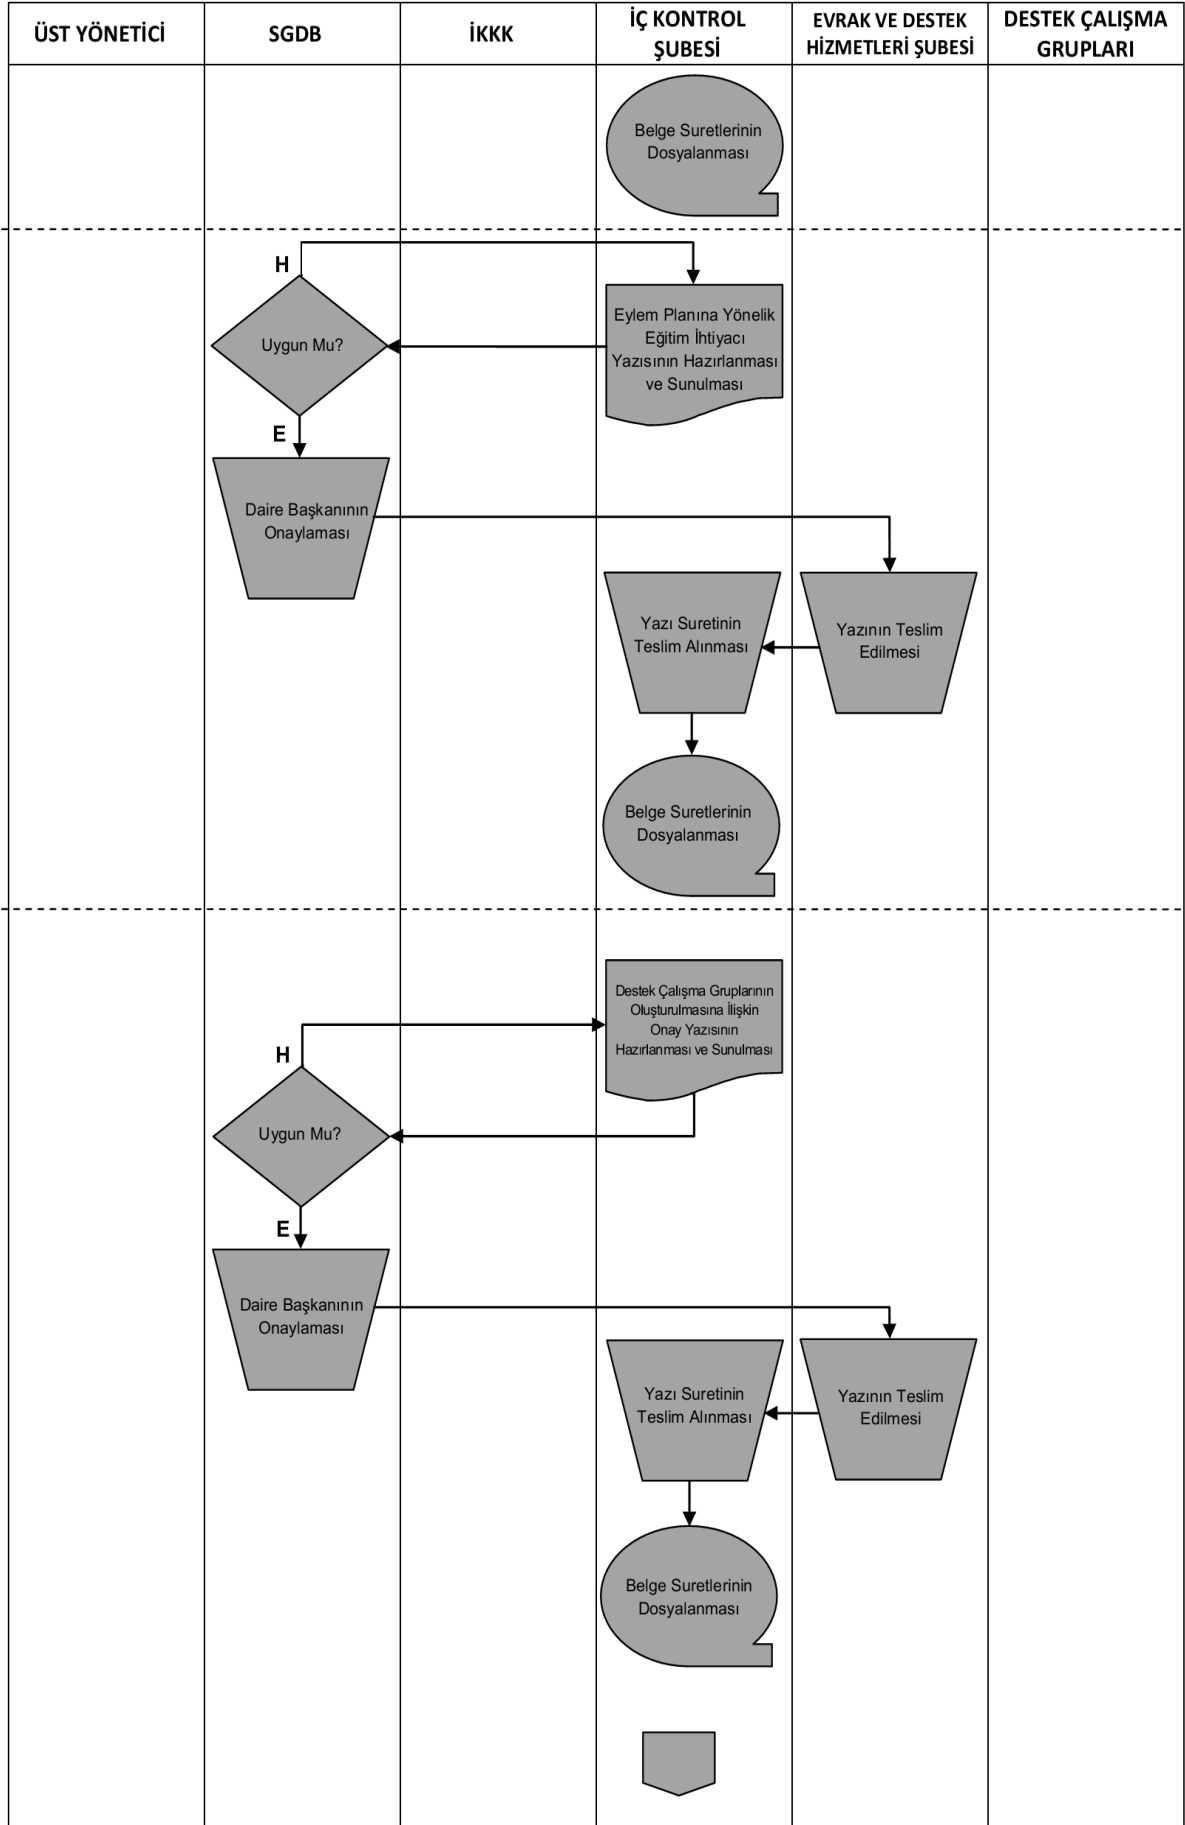 ÜST YÖNETİCİ
SGDB
İKKK
İÇ KONTROL
ŞUBESİ
EVRAK VE DESTEK
HİZMETLERİ ŞUBESİ
DESTEK ÇALIŞMA
GRUPLARI
Belge Suretlerinin
Dosyalanması
H
Uygun Mu?
Eylem Planına Yönelik
Eğitim İhtiyacı
Yazısının Hazırlanması
ve Sunulması
E
Daire Başkanının
Onaylaması
Yazı Suretinin
Teslim Alınması
Yazının Teslim
Edilmesi
Belge Suretlerinin
Dosyalanması
Destek Çalışma Gruplarının
Oluşturulmasına İlişkin
Onay Yazısının
Hazırlanması ve Sunulması
H
Uygun Mu?
E
Daire Başkanının
Onaylaması
Yazı Suretinin
Teslim Alınması
Yazının Teslim
Edilmesi
Belge Suretlerinin
Dosyalanması